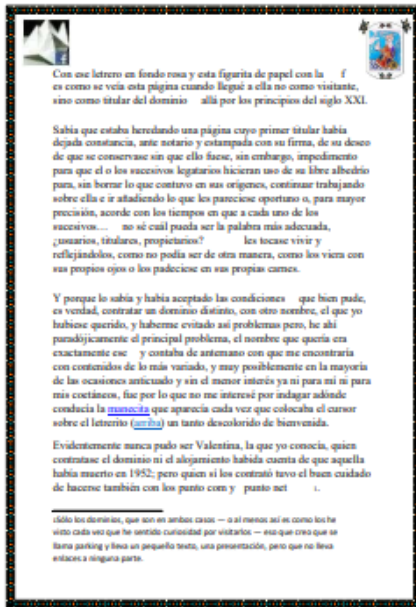 Con ese letrero en fondo rosa y esta figurita de papel con la f
es como se veía esta página cuando llegué a ella no como visitante,
sino como titular del dominio allá por los principios del siglo XXI.
Sabía que estaba heredando una página cuyo primer titular había
dejada constancia, ante notario y estampada con su firma, de su deseo
de que se conservase sin que ello fuese, sin embargo, impedimento
para que el o los sucesivos legatarios hicieran uso de su libre albedrío
para, sin borrar lo que contuvo en sus orígenes, continuar trabajando
sobre ella e ir añadiendo lo que les pareciese oportuno o, para mayor
precisión, acorde con los tiempos en que a cada uno de los
sucesivos... no sé cuál pueda ser la palabra más adecuada,
¿usuarios, titulares, propietarios? les tocase vivir y
reflejándolos, como no podía ser de otra manera, como los viera con
sus propios ojos o los padeciese en sus propias carnes.
Y porque lo sabía y había aceptado las condiciones que bien pude,
es verdad, contratar un dominio distinto, con otro nombre, el que yo
hubiese querido, y haberme evitado así problemas pero, he ahí
paradójicamente el principal problema, el nombre que quería era
exactamente ese y contaba de antemano con que me encontraría
con contenidos de lo más variado, y muy posiblemente en la mayoría
de las ocasiones anticuado y sin el menor interés ya ni para mí ni para
mis coetáneos, fue por lo que no me interesé por indagar adónde
conducía la manecita que aparecía cada vez que colocaba el cursor
sobre el letrerito (arriba) un tanto descolorido de bienvenida.
Evidentemente nunca pudo ser Valentina, la que yo conocía, quien
contratase el dominio ni el alojamiento habida cuenta de que aquella
había muerto en 1952; pero quien sí los contrató tuvo el buen cuidado
de hacerse también con los punto com y punto net
Sólo los dominios, que son en ambos casos — o al menos así es como los he
visto cada vez que he sentido curiosidad por visitarlos — eso que creo que se
llama parking y lleva un pequeño texto, una presentación, pero que no lleva
enlaces a ninguna parte.